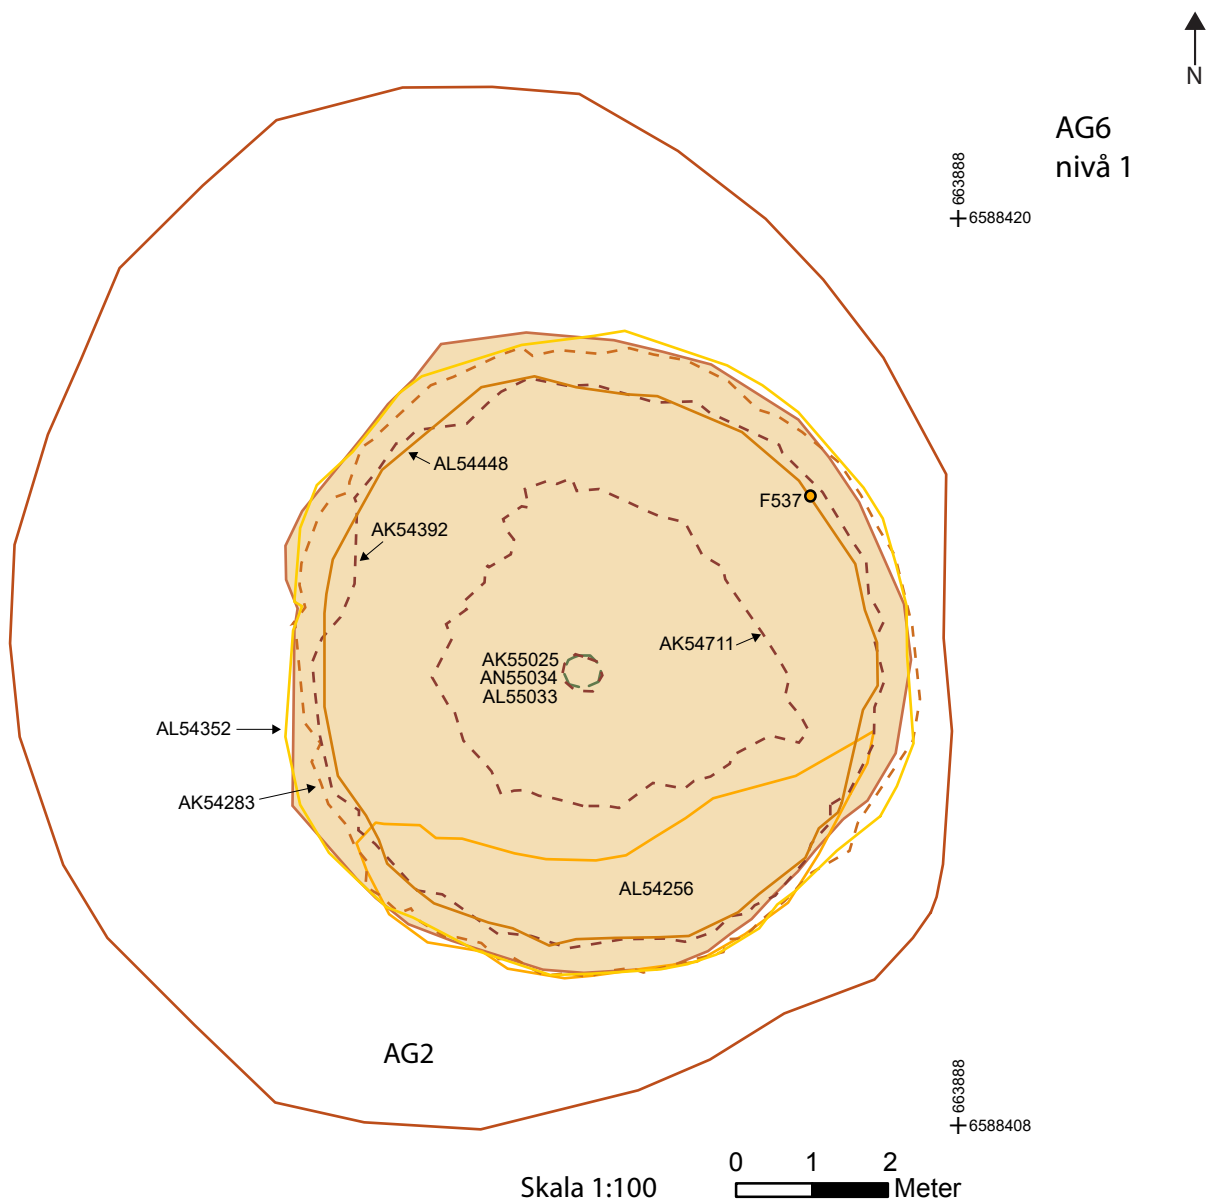 N
AG6
nivå 1
663888
6588420
AL54448
F537
AK54392
AK54711
AK55025
AN55034
AL55033
AL54352
AK54283
AL54256
AG2
663888
6588408
0 1 2
Skala 1:100
Meter